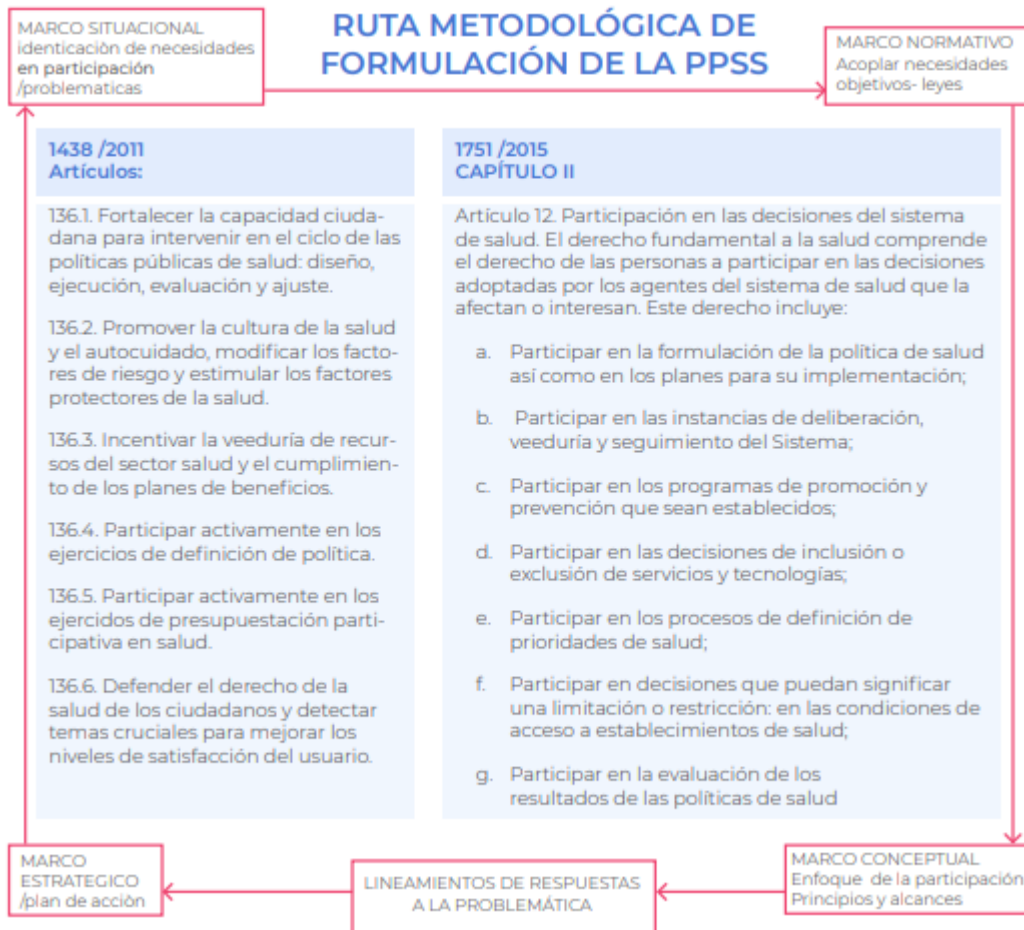 MARCO SITUACIONAL
identicaciòn de necesidades
en participación
/problematicas
RUTA METODOLÓGICA DE
FORMULACIÓN DE LA PPSS
MARCO NORMATIVO
Acoplar necesidades
objetivos- leyes
1438 /2011
Artículos:
136.1. Fortalecer la capacidad ciuda-
dana para intervenir en el ciclo de las
políticas públicas de salud: diseño,
ejecución, evaluación y ajuste.
136.2. Promover la cultura de la salud
y el autocuidado, modificar los facto-
res de riesgo y estimular los factores
protectores de la salud.
136.3. Incentivar la veeduría de recur-
sos del sector salud y el cumplimien-
to de los planes de beneficios.
136.4. Participar activamente en los
ejercicios de definición de política.
136.5. Participar activamente en los
ejercidos de presupuestación parti-
cipativa en salud.
136.6. Defender el derecho de la
salud de los ciudadanos y detectar
temas cruciales para mejorar los
niveles de satisfacción del usuario.
1751 /2015
CAPÍTULO II
Artículo 12. Participación en las decisiones del sistema
de salud. El derecho fundamental a la salud comprende
el derecho de las personas a participar en las decisiones
adoptadas por los agentes del sistema de salud que la
afectan o interesan. Este derecho incluye:
a. Participar en la formulación de la política de salud
así como en los planes para su implementación;
b. Participar en las instancias de deliberación,
veeduría y seguimiento del Sistema;
c. Participar en los programas de promoción y
prevención que sean establecidos;
d. Participar en las decisiones de inclusión o
exclusión de servicios y tecnologías;
e. Participar en los procesos de definición de
prioridades de salud;
f. Participar en decisiones que puedan significar
una limitación o restricción: en las condiciones de
acceso a establecimientos de salud;
g. Participar en la evaluación de los
resultados de las políticas de salud
MARCO
ESTRATEGICO
/plan de acciòn
LINEAMIENTOS DE RESPUESTAS
A LA PROBLEMÁTICA
MARCO CONCEPTUAL
Enfoque de la participación
Principios y alcances